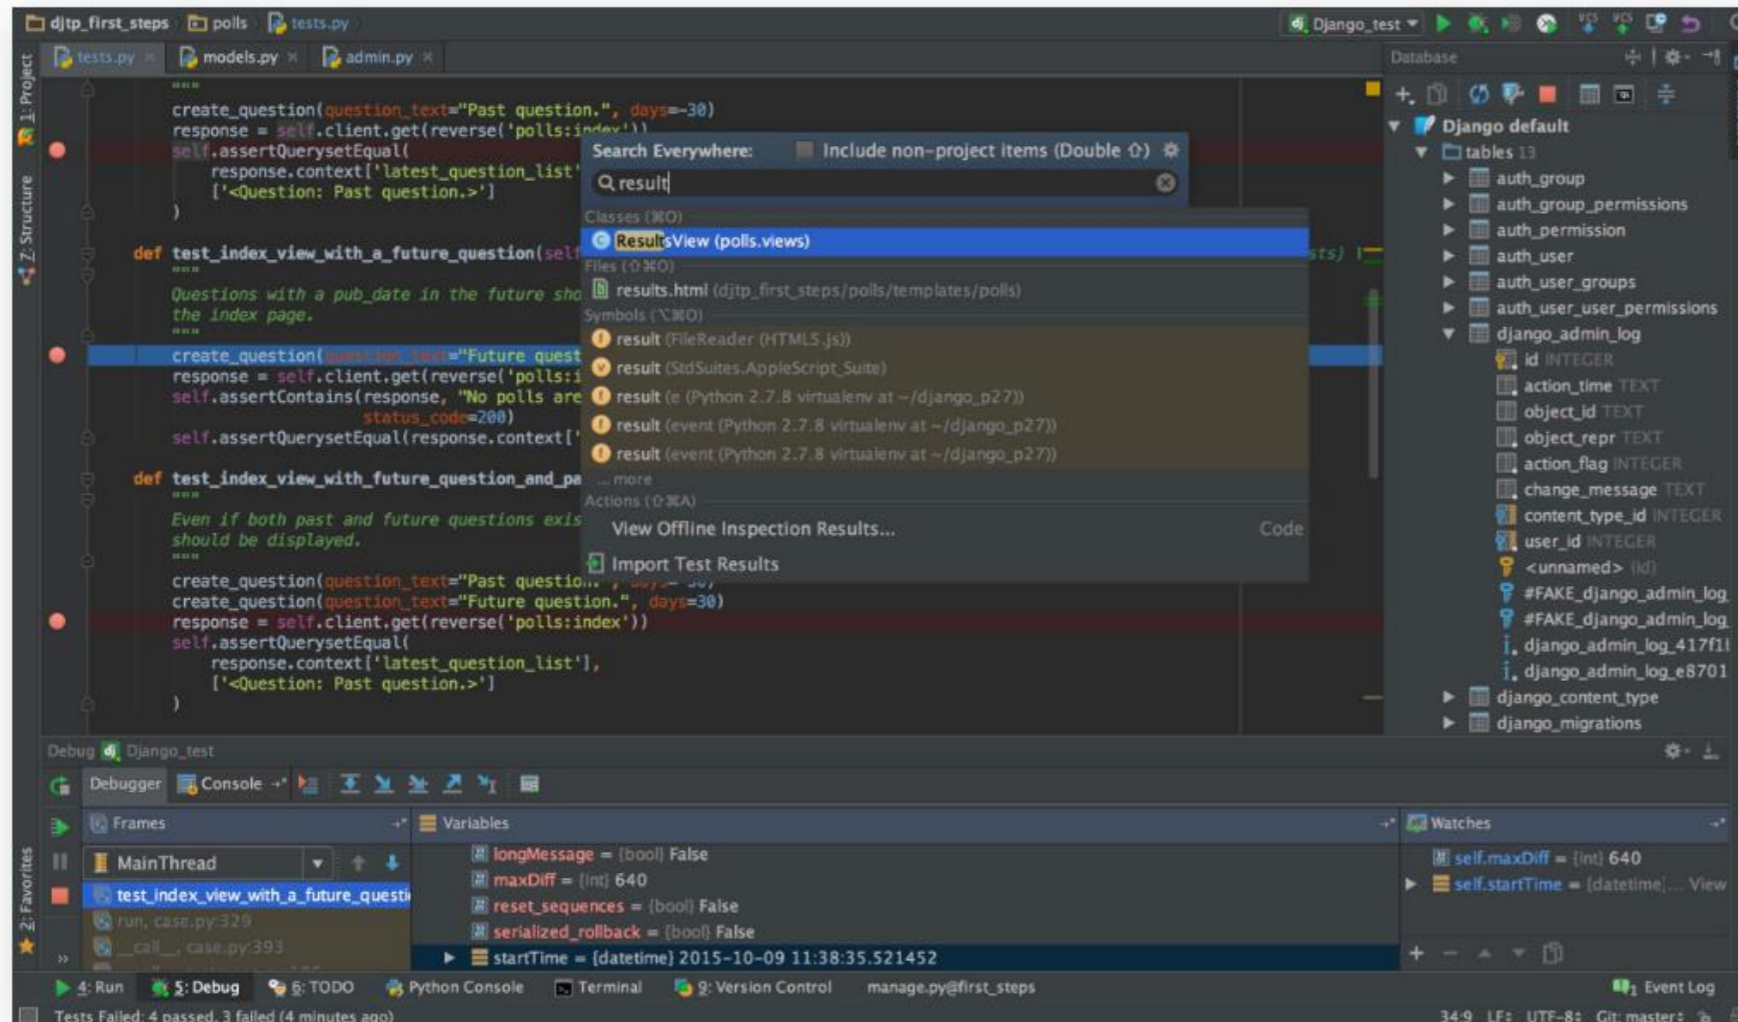 djtp_first_steps polls tests.py
Django_test
tests.py models.py admin.py
Database
1: Project
Z: Structure
2: Favorites
"""
create_question(question_text="Past question.", days=-30)
response = self.client.get(reverse('polls:index'))
self.assertQuerysetEqual(
response.context['latest_question_list'
['<Question: Past question.>']
)
def test_index_view_with_a_future_question(self
"""
Questions with a pub_date in the future sho
the index page.
"""
create_question(question_text="Future quest
response = self.client.get(reverse('polls:i
self.assertContains(response, "No polls are
status_code=200)
self.assertQuerysetEqual(response.context['
def test_index_view_with_future_question_and_pa
"""
Even if both past and future questions exis
should be displayed.
"""
create_question(question_text="Past question.", days=-30)
create_question(question_text="Future question.", days=30)
response = self.client.get(reverse('polls:index'))
self.assertQuerysetEqual(
response.context['latest_question_list'],
['<Question: Past question.>']
)
Search Everywhere: Include non-project items (Double ⇧)
result
Classes (⌘O)
ResultsView (polls.views)
Files (⇧⌘O)
results.html (djtp_first_steps/polls/templates/polls)
Symbols (⌥⌘O)
result (FileReader (HTML5.js))
result (StdSuites.AppleScript_Suite)
result (e (Python 2.7.8 virtualenv at ~/django_p27))
result (event (Python 2.7.8 virtualenv at ~/django_p27))
result (event (Python 2.7.8 virtualenv at ~/django_p27))
... more
Actions (⇧⌘A)
View Offline Inspection Results... Code
Import Test Results
Django default
tables 13
auth_group
auth_group_permissions
auth_permission
auth_user
auth_user_groups
auth_user_user_permissions
django_admin_log
id INTEGER
action_time TEXT
object_id TEXT
object_repr TEXT
action_flag INTEGER
change_message TEXT
content_type_id INTEGER
user_id INTEGER
<unnamed> (id)
#FAKE_django_admin_log_
#FAKE_django_admin_log_
django_admin_log_417f1
django_admin_log_e8701
django_content_type
django_migrations
Debug Django_test
Debugger Console
Frames
MainThread
test_index_view_with_a_future_questi
run, case.py:329
__call__, case.py:393
Variables
longMessage = {bool} False
maxDiff = {int} 640
reset_sequences = {bool} False
serialized_rollback = {bool} False
startTime = {datetime} 2015-10-09 11:38:35.521452
Watches
self.maxDiff = {int} 640
self.startTime = {datetime}... View
4: Run 5: Debug 6: TODO Python Console Terminal 9: Version Control manage.py@first_steps 1 Event Log
Tests Failed: 4 passed, 3 failed (4 minutes ago) 34:9 LF UTF-8 Git: master